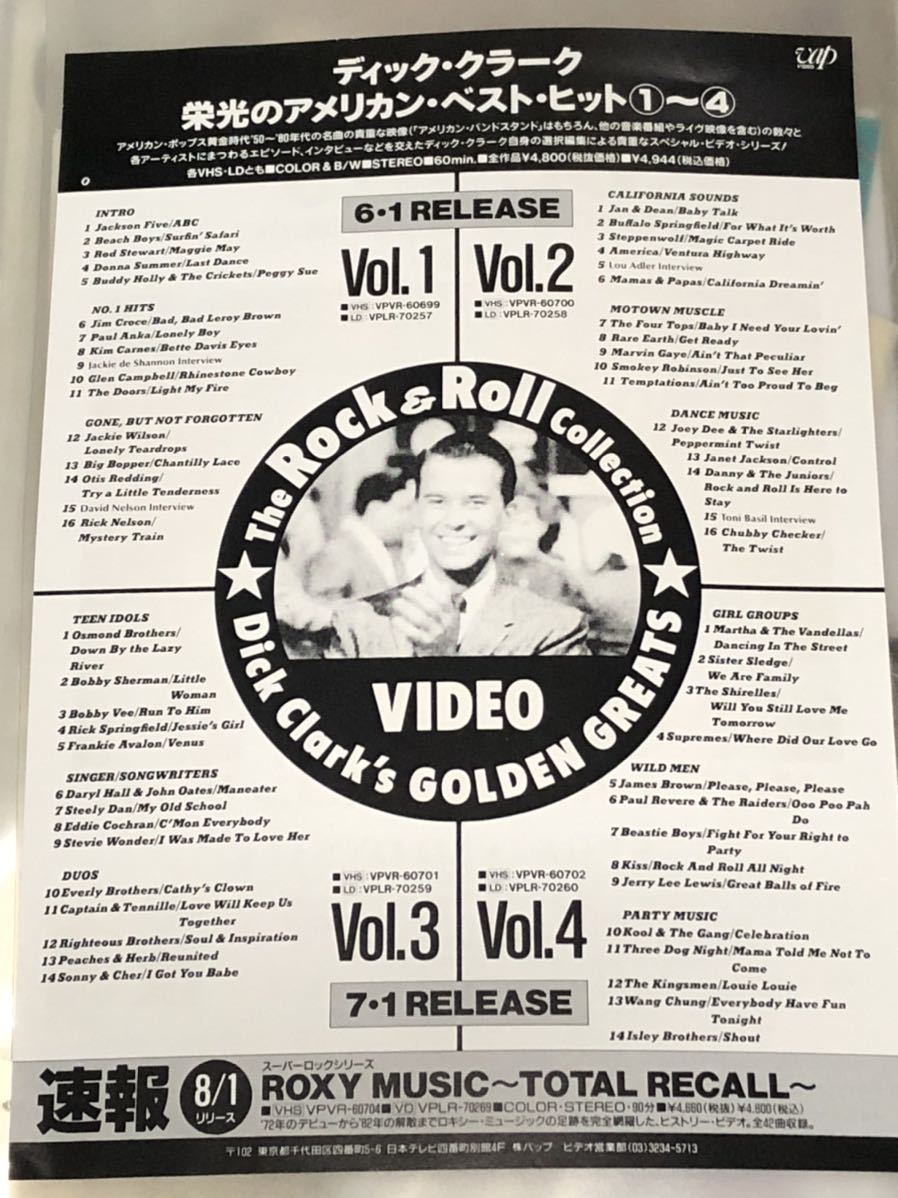 vap
VIDEO
ディック・クラーク
栄光のアメリカン・ベスト・ヒット①〜④
アメリカン・ポップス黄金時代'50〜'80年代の名曲の貴重な映像(「アメリカン・バンドスタンド」はもちろん、他の音楽番組やライヴ映像を含む)の数々と
各アーティストにまつわるエピソード、インタビューなどを交えたディック・クラーク自身の選択編集による貴重なスペシャル・ビデオ・シリーズ!
各VHS・LDとも■COLOR & B/W■STEREO■60min.■全作品¥4,800(税抜価格)■¥4,944(税込価格)
6・1 RELEASE
Vol.1
■ VHS : VPVR-60699
■ LD : VPLR-70257
INTRO
1 Jackson Five/ABC
2 Beach Boys/Surfin' Safari
3 Rod Stewart/Maggie May
4 Donna Summer/Last Dance
5 Buddy Holly & The Crickets/Peggy Sue
NO. 1 HITS
6 Jim Croce/Bad, Bad Leroy Brown
7 Paul Anka/Lonely Boy
8 Kim Carnes/Bette Davis Eyes
9 Jackie de Shannon Interview
10 Glen Campbell/Rhinestone Cowboy
11 The Doors/Light My Fire
GONE, BUT NOT FORGOTTEN
12 Jackie Wilson/
Lonely Teardrops
13 Big Bopper/Chantilly Lace
14 Otis Redding/
Try a Little Tenderness
15 David Nelson Interview
16 Rick Nelson/
Mystery Train
Vol.2
■ VHS : VPVR-60700
■ LD : VPLR-70258
CALIFORNIA SOUNDS
1 Jan & Dean/Baby Talk
2 Buffalo Springfield/For What It's Worth
3 Steppenwolf/Magic Carpet Ride
4 America/Ventura Highway
5 Lou Adler Interview
6 Mamas & Papas/California Dreamin'
MOTOWN MUSCLE
7 The Four Tops/Baby I Need Your Lovin'
8 Rare Earth/Get Ready
9 Marvin Gaye/Ain't That Peculiar
10 Smokey Robinson/Just To See Her
11 Temptations/Ain't Too Proud To Beg
DANCE MUSIC
12 Joey Dee & The Starlighters/
Peppermint Twist
13 Janet Jackson/Control
14 Danny & The Juniors/
Rock and Roll Is Here to
Stay
15 Toni Basil Interview
16 Chubby Checker/
The Twist
The Rock & Roll Collection
VIDEO
★ Dick Clark's GOLDEN GREATS ★
TEEN IDOLS
1 Osmond Brothers/
Down By the Lazy
River
2 Bobby Sherman/Little
Woman
3 Bobby Vee/Run To Him
4 Rick Springfield/Jessie's Girl
5 Frankie Avalon/Venus
SINGER/SONGWRITERS
6 Daryl Hall & John Oates/Maneater
7 Steely Dan/My Old School
8 Eddie Cochran/C'Mon Everybody
9 Stevie Wonder/I Was Made To Love Her
DUOS
10 Everly Brothers/Cathy's Clown
11 Captain & Tennille/Love Will Keep Us
Together
12 Righteous Brothers/Soul & Inspiration
13 Peaches & Herb/Reunited
14 Sonny & Cher/I Got You Babe
■ VHS : VPVR-60701
■ LD : VPLR-70259
Vol.3
GIRL GROUPS
1 Martha & The Vandellas/
Dancing In The Street
2 Sister Sledge/
We Are Family
3 The Shirelles/
Will You Still Love Me
Tomorrow
4 Supremes/Where Did Our Love Go
WILD MEN
5 James Brown/Please, Please, Please
6 Paul Revere & The Raiders/Ooo Poo Pah
Do
7 Beastie Boys/Fight For Your Right to
Party
8 Kiss/Rock And Roll All Night
9 Jerry Lee Lewis/Great Balls of Fire
PARTY MUSIC
10 Kool & The Gang/Celebration
11 Three Dog Night/Mama Told Me Not To
Come
12 The Kingsmen/Louie Louie
13 Wang Chung/Everybody Have Fun
Tonight
14 Isley Brothers/Shout
■ VHS : VPVR-60702
■ LD : VPLR-70260
Vol.4
7・1 RELEASE
速報
8/1
リリース
スーパーロックシリーズ
ROXY MUSIC〜TOTAL RECALL〜
■ VHS VPVR-60704 ■ VD VPLR-70269 ■ COLOR・STEREO・90分 ■ ¥4,660(税抜) ¥4,800(税込)
'72年のデビューから'82年の解散までロキシー・ミュージックの足跡を完全網羅した、ヒストリー・ビデオ。全42曲収録。
〒102 東京都千代田区四番町5-6 日本テレビ四番町別館4F 株バップ ビデオ営業部(03)3234-5713